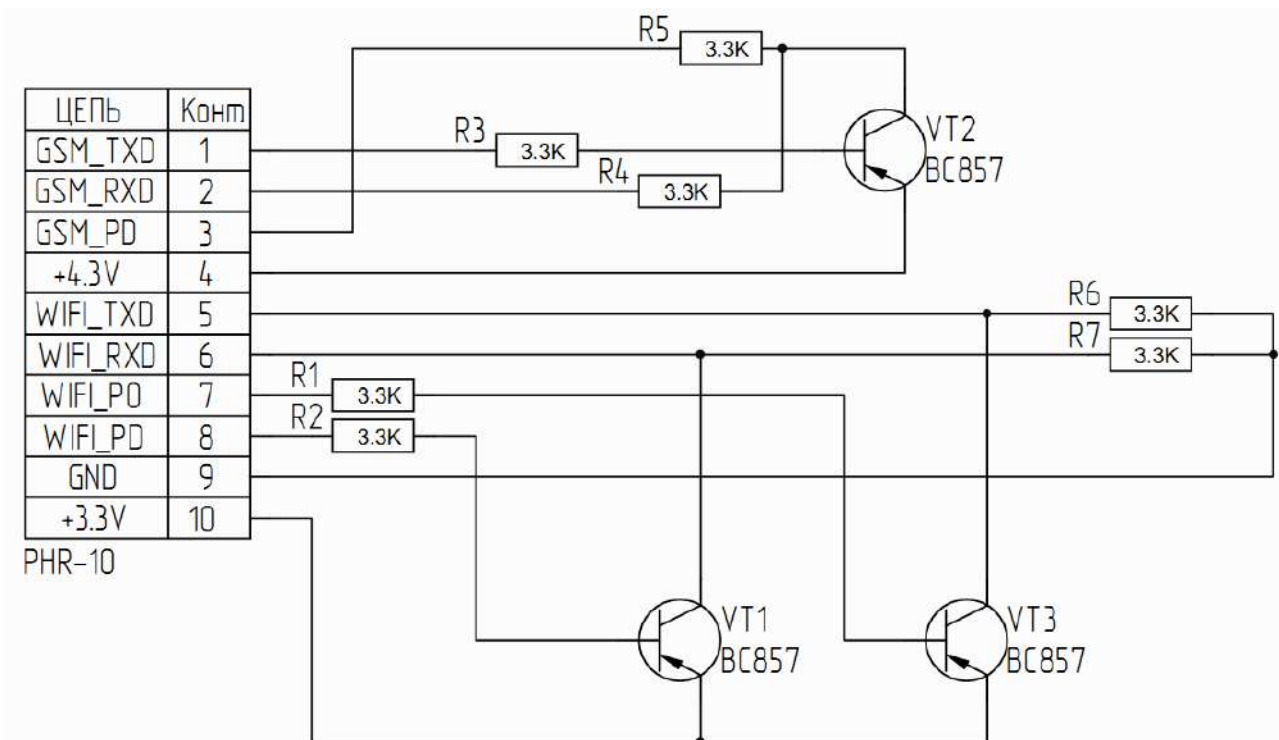 R5 3.3K
ЦЕПЬ Конт
GSM_TXD 1
GSM_RXD 2
GSM_PD 3
+4.3V 4
WIFI_TXD 5
WIFI_RXD 6
WIFI_PO 7
WIFI_PD 8
GND 9
+3.3V 10
PHR-10
R3 3.3K
R4 3.3K
VT2
BC857
R6 3.3K
R7 3.3K
R1 3.3K
R2 3.3K
VT1
BC857
VT3
BC857